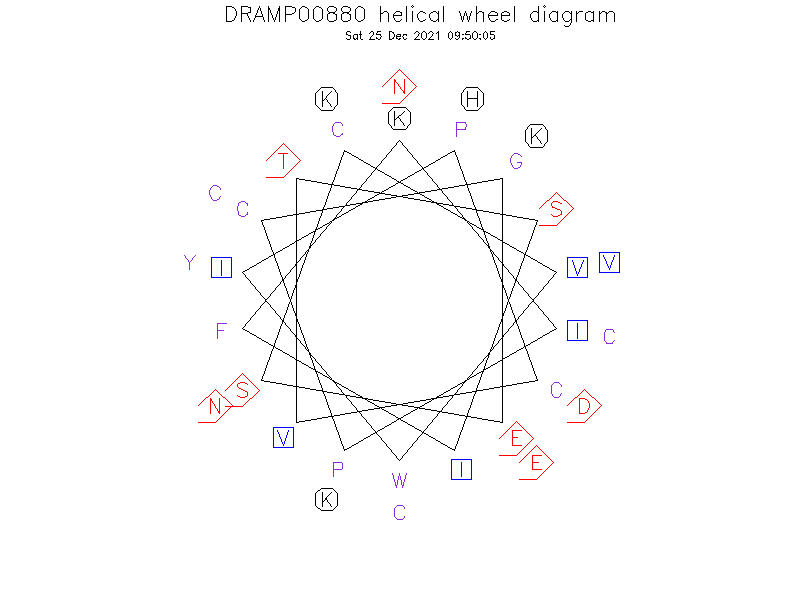 DRAMP00880 helical wheel diagram
Sat 25 Dec 2021 09:50:05
N
K H
K
C P
K
T G
C
C S
Y I V V
F I C
S C
N D
V E
P I E
W
K
C